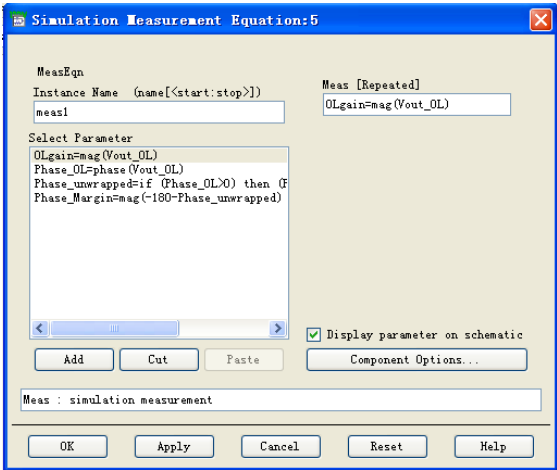 Simulation Measurement Equation:5
MeasEqn
Instance Name (name[<start:stop>])
meas1
Meas [Repeated]
OLgain=mag(Vout_OL)
Select Parameter
OLgain=mag(Vout_OL)
Phase_OL=phase(Vout_OL)
Phase_unwrapped=if (Phase_OL>0) then (F
Phase_Margin=mag(-180-Phase_unwrapped)
Display parameter on schematic
Add
Cut
Paste
Component Options...
Meas : simulation measurement
OK
Apply
Cancel
Reset
Help